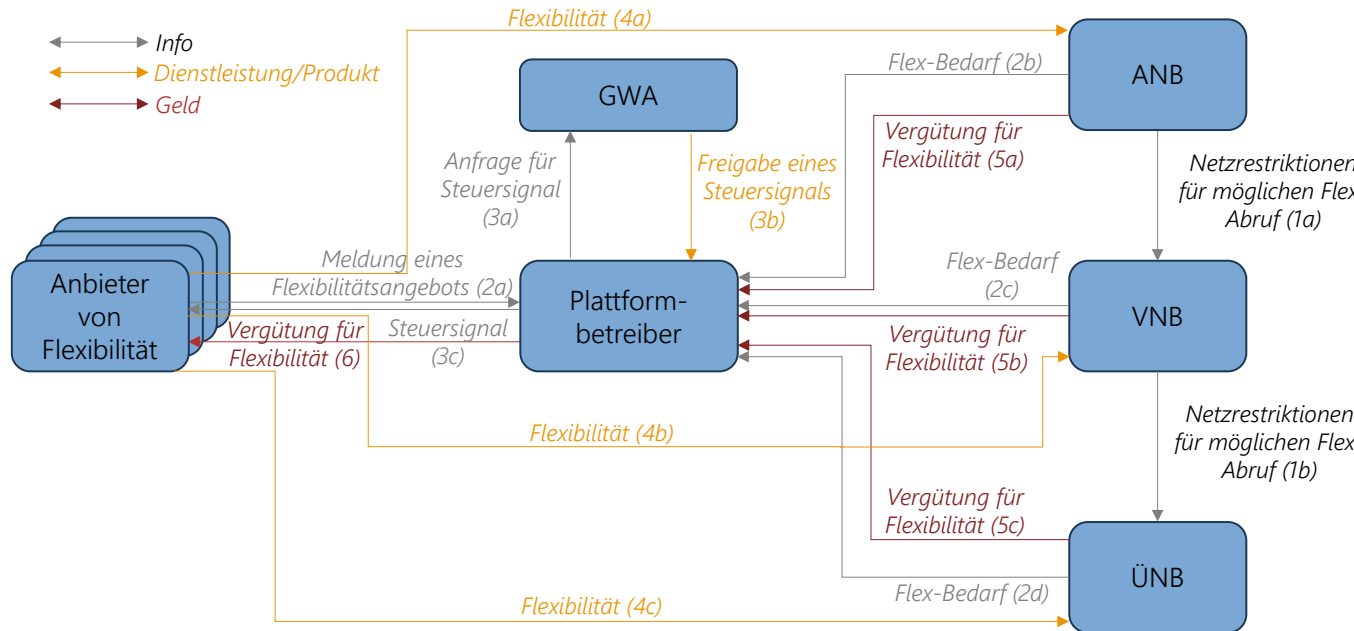 Info
Dienstleistung/Produkt
Geld
Flexibilität (4a)
Flex-Bedarf (2b)
ANB
GWA
Vergütung für
Flexibilität (5a)
Anfrage für
Steuersignal
(3a)
Freigabe eines
Steuersignals
(3b)
Netzrestriktionen
für möglichen Flex
Abruf (1a)
Anbieter
von
Flexibilität
Meldung eines
Flexibilitätsangebots (2a)
Steuersignal
(3c)
Vergütung für
Flexibilität (6)
Plattform-
betreiber
Flex-Bedarf
(2c)
VNB
Vergütung für
Flexibilität (5b)
Flexibilität (4b)
Netzrestriktionen
für möglichen Flex
Abruf (1b)
Vergütung für
Flexibilität (5c)
ÜNB
Flex-Bedarf (2d)
Flexibilität (4c)